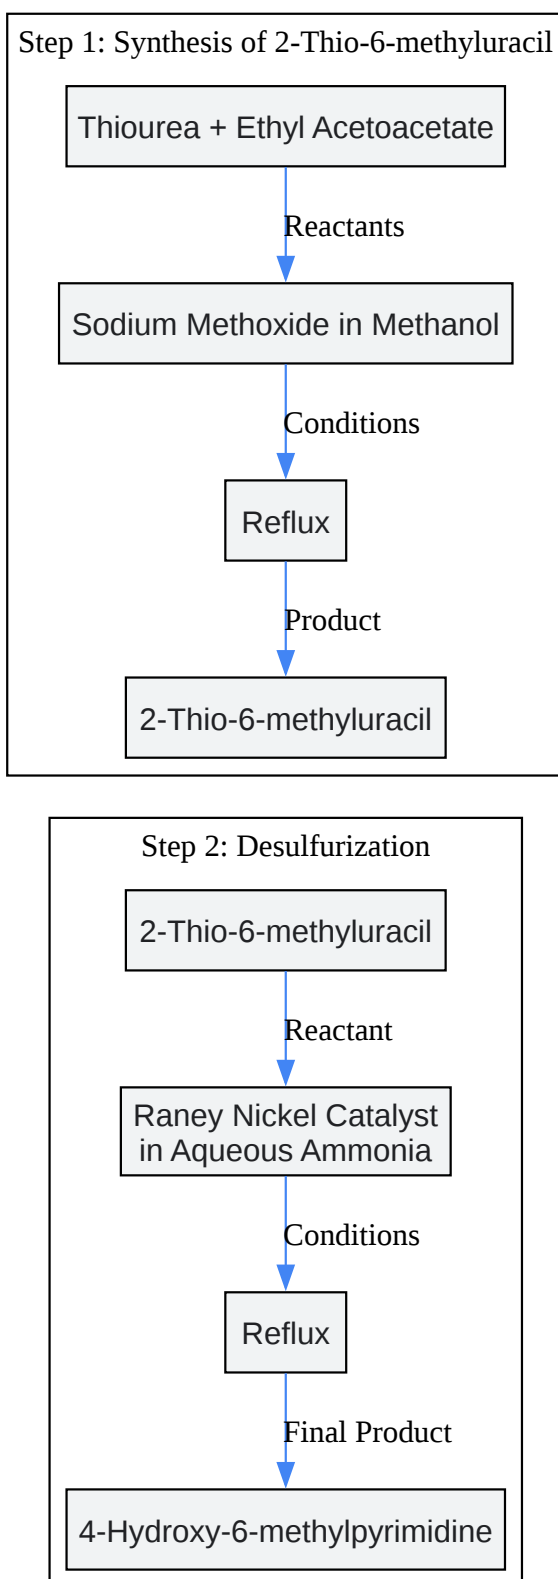 Step 1: Synthesis of 2-Thio-6-methyluracil
Thiourea + Ethyl Acetoacetate
Reactants
Sodium Methoxide in Methanol
Conditions
Reflux
Product
2-Thio-6-methyluracil
Step 2: Desulfurization
2-Thio-6-methyluracil
Reactant
Raney Nickel Catalyst
in Aqueous Ammonia
Conditions
Reflux
Final Product
4-Hydroxy-6-methylpyrimidine